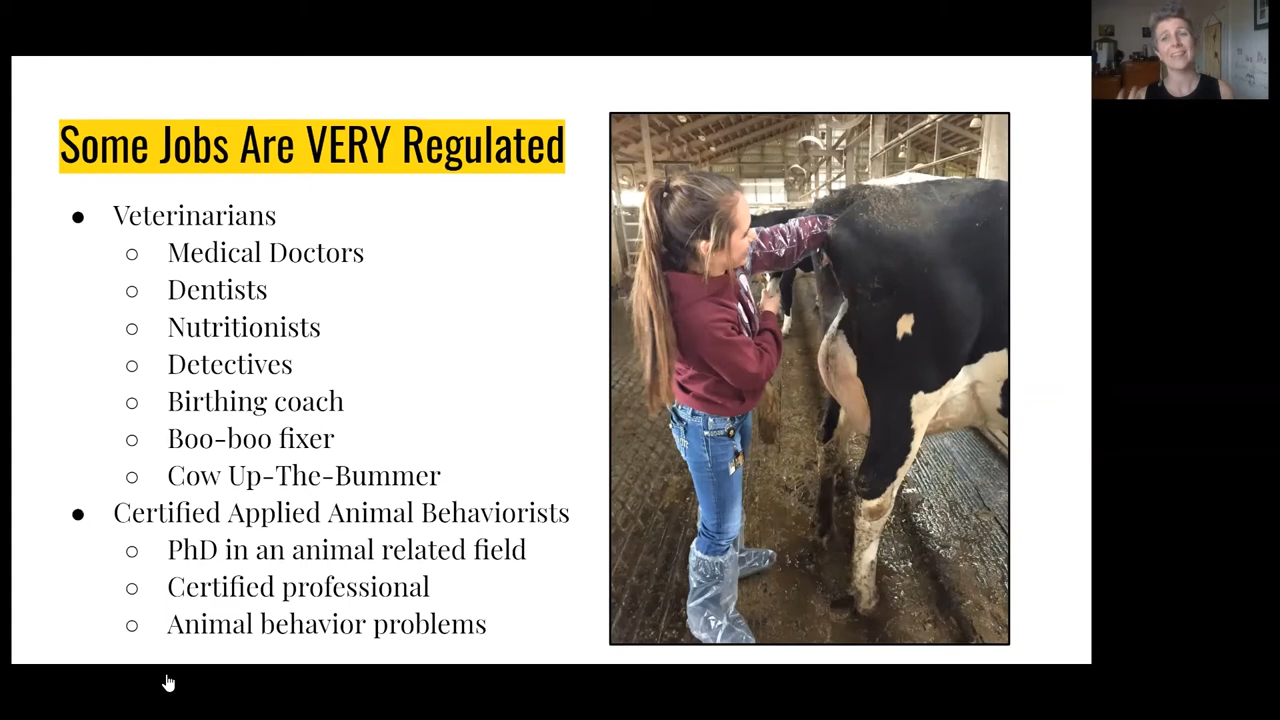 Some Jobs Are VERY Regulated
● Veterinarians
○ Medical Doctors
○ Dentists
○ Nutritionists
○ Detectives
○ Birthing coach
○ Boo-boo fixer
○ Cow Up-The-Bummer
● Certified Applied Animal Behaviorists
○ PhD in an animal related field
○ Certified professional
○ Animal behavior problems